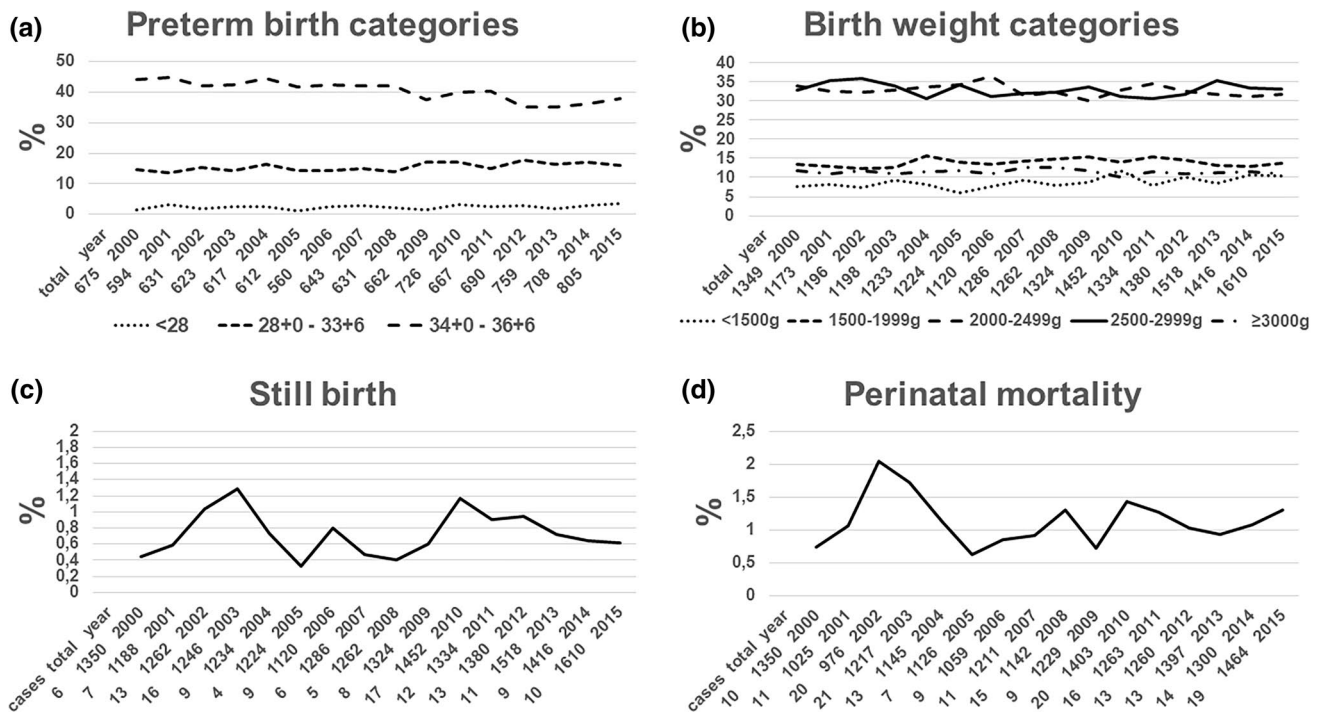 (a) Preterm birth categories
%
50
40
30
20
10
0
total year
675 2000
594 2001
631 2002
623 2003
617 2004
612 2005
560 2006
643 2007
631 2008
662 2009
726 2010
667 2011
690 2012
759 2013
708 2014
805 2015
<28 28+0 - 33+6 34+0 - 36+6
(b) Birth weight categories
%
40
35
30
25
20
15
10
5
0
total year
1349 2000
1173 2001
1196 2002
1198 2003
1233 2004
1224 2005
1120 2006
1286 2007
1262 2008
1324 2009
1452 2010
1334 2011
1380 2012
1518 2013
1416 2014
1610 2015
<1500g 1500-1999g 2000-2499g 2500-2999g ≥3000g
(c) Still birth
%
2
1,8
1,6
1,4
1,2
1
0,8
0,6
0,4
0,2
0
cases total year
6 1350 2000
7 1188 2001
13 1262 2002
16 1246 2003
9 1234 2004
4 1224 2005
9 1120 2006
6 1286 2007
5 1262 2008
8 1324 2009
17 1452 2010
12 1334 2011
13 1380 2012
11 1518 2013
9 1416 2014
10 1610 2015
(d) Perinatal mortality
%
2,5
2
1,5
1
0,5
0
cases total year
10 1350 2000
11 1025 2001
20 976 2002
21 1217 2003
13 1145 2004
7 1126 2005
9 1059 2006
11 1211 2007
15 1142 2008
9 1229 2009
20 1403 2010
16 1263 2011
13 1260 2012
13 1397 2013
14 1300 2014
19 1464 2015